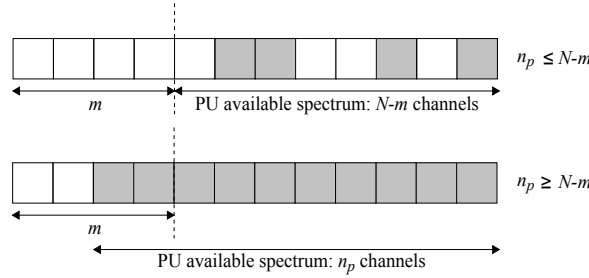 n_p ≤ N-m
m
PU available spectrum: N-m channels
n_p ≥ N-m
m
PU available spectrum: n_p channels